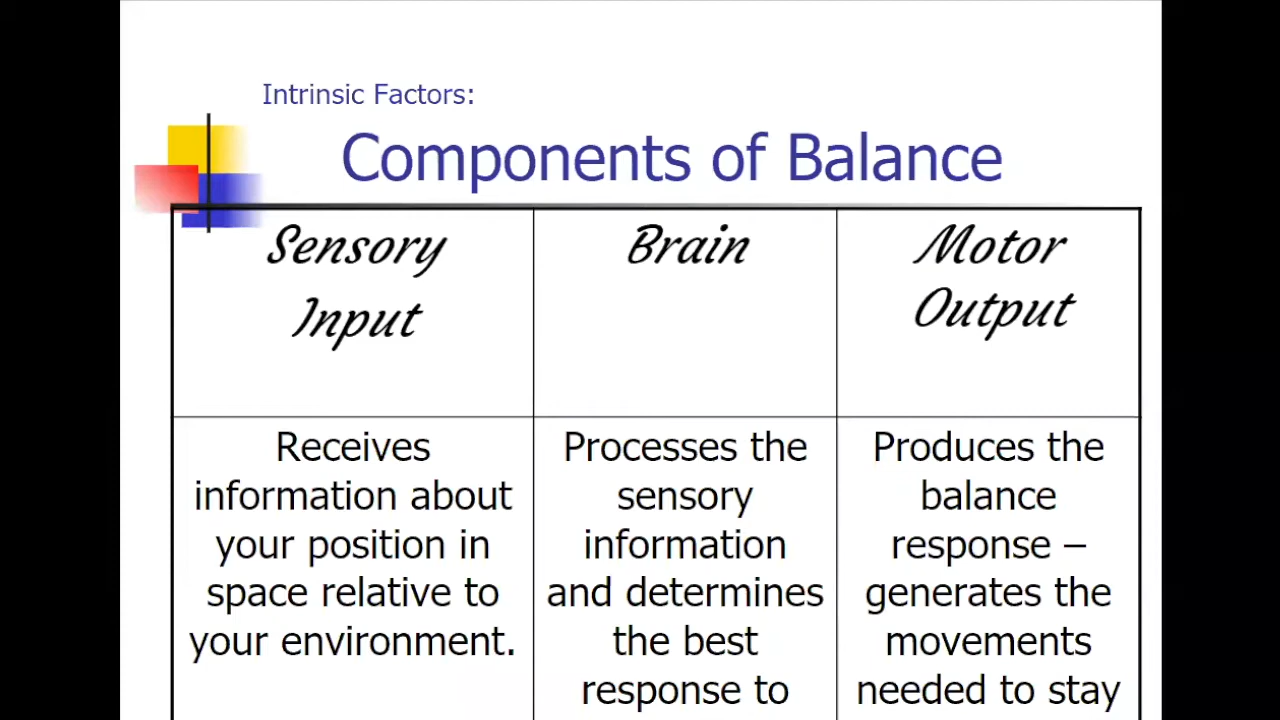 Intrinsic Factors:
Components of Balance
Sensory
Input
Brain
Motor
Output
Receives
information about
your position in
space relative to
your environment.
Processes the
sensory
information
and determines
the best
response to
Produces the
balance
response –
generates the
movements
needed to stay